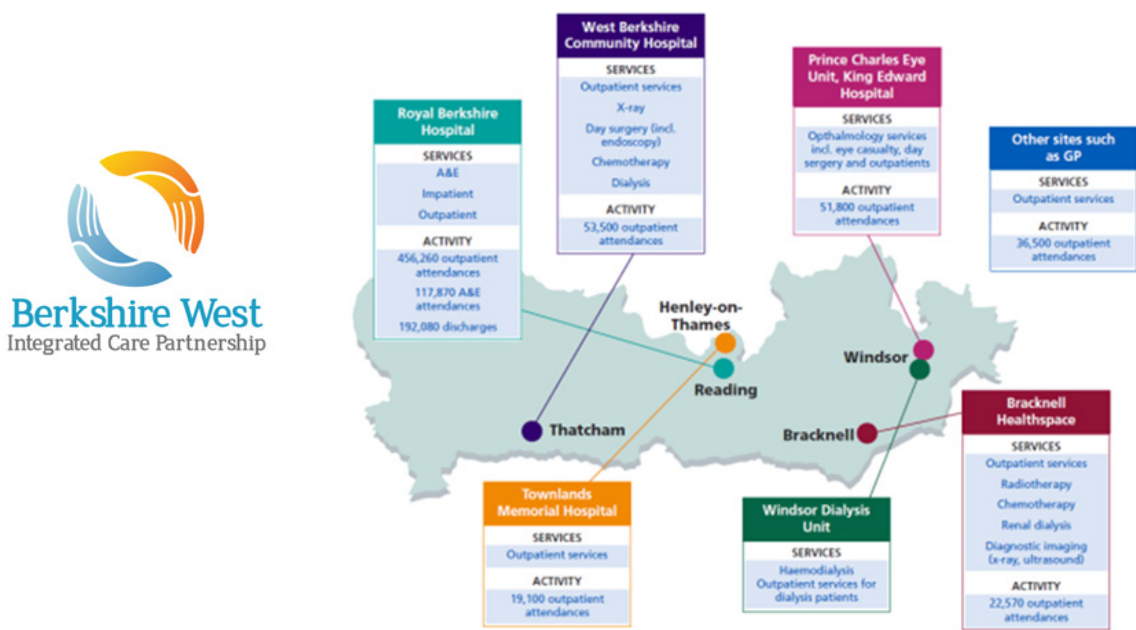 Berkshire West
Integrated Care Partnership
Royal Berkshire
Hospital
SERVICES
A&E
Impatient
Outpatient
ACTIVITY
456,260 outpatient
attendances
117,870 A&E
attendances
192,080 discharges
West Berkshire
Community Hospital
SERVICES
Outpatient services
X-ray
Day surgery (incl.
endoscopy)
Chemotherapy
Dialysis
ACTIVITY
53,500 outpatient
attendances
Prince Charles Eye
Unit, King Edward
Hospital
SERVICES
Opthalmology services
incl. eye casualty, day
sergery and outpatients
ACTIVITY
51,800 outpatient
attendances
Other sites such
as GP
SERVICES
Outpatient services
ACTIVITY
36,500 outpatient
attendances
Henley-on-
Thames
Reading
Windsor
Thatcham
Bracknell
Townlands
Memorial Hospital
SERVICES
Outpatient services
ACTIVITY
19,100 outpatient
attendances
Windsor Dialysis
Unit
SERVICES
Haemodialysis
Outpatient services for
dialysis patients
Bracknell
Healthspace
SERVICES
Outpatient services
Radiotherapy
Chemotherapy
Renal dialysis
Diagnostic imaging
(x-ray, ultrasound)
ACTIVITY
22,570 outpatient
attendances